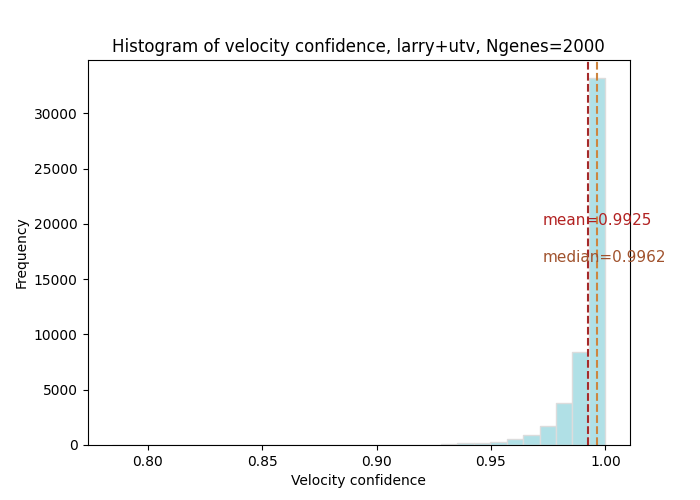 Histogram of velocity confidence, larry+utv, Ngenes=2000
Frequency
30000
25000
20000
15000
10000
5000
0
mean=0.9925
median=0.9962
0.80 0.85 0.90 0.95 1.00
Velocity confidence